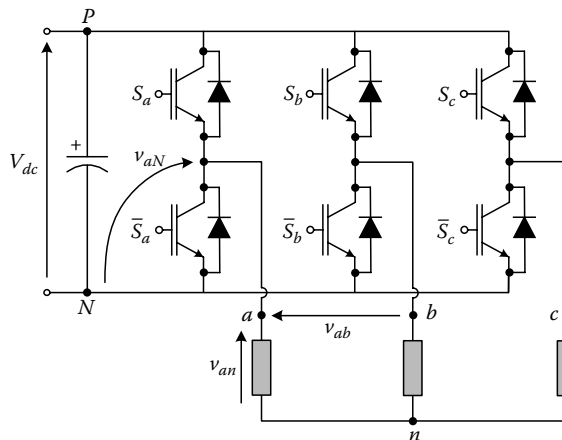 P
S_a
S_b
S_c
+
V_dc
v_aN
S̅_a
S̅_b
S̅_c
N
a
b
c
v_ab
v_an
n